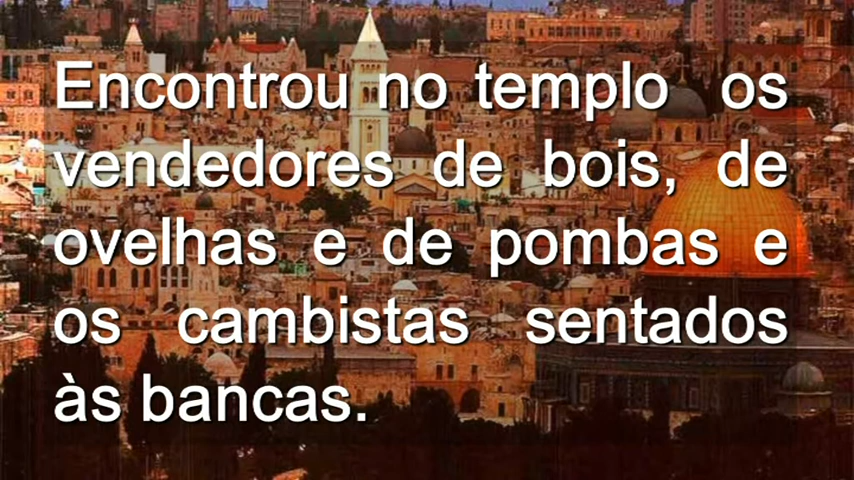 Encontrou no templo os
vendedores de bois, de
ovelhas e de pombas e
os cambistas sentados
às bancas.